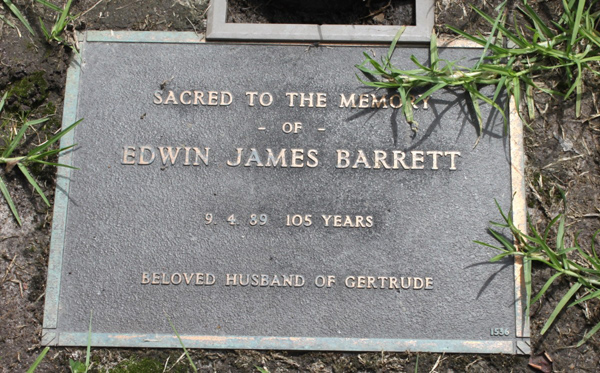 SACRED TO THE MEMORY
- OF -
EDWIN JAMES BARRETT
9. 4. 89 105 YEARS
BELOVED HUSBAND OF GERTRUDE
1536